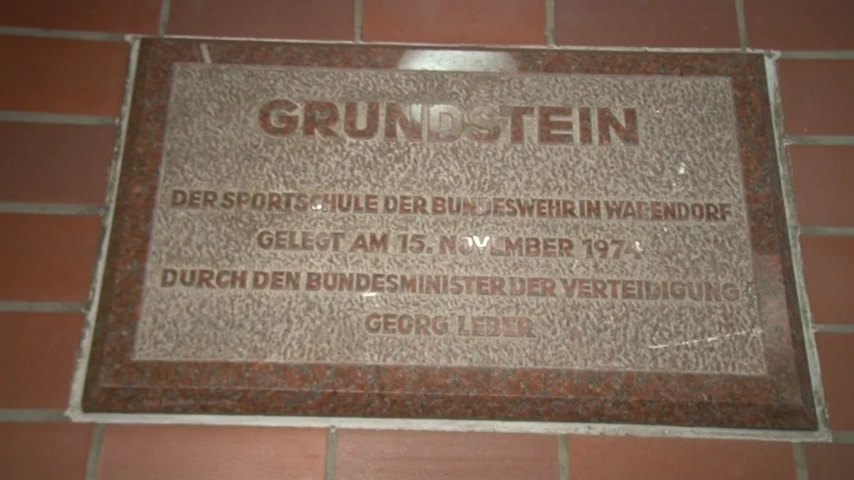 GRUNDSTEIN
DER SPORTSCHULE DER BUNDESWEHR IN WARENDORF
GELEGT AM 15. NOVEMBER 1974
DURCH DEN BUNDESMINISTER DER VERTEIDIGUNG
GEORG LEBER